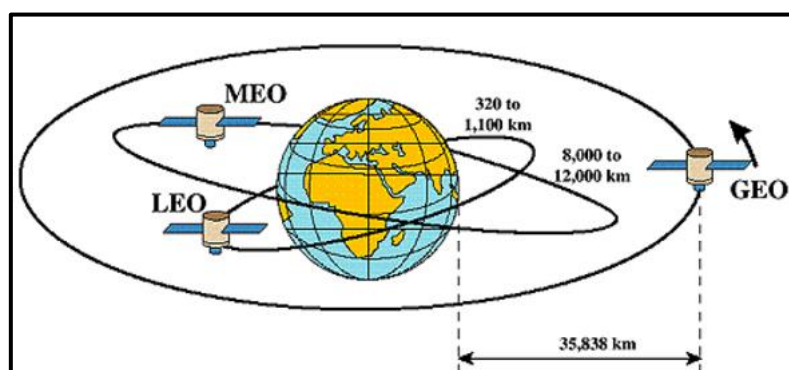 MEO
320 to
1,100 km
8,000 to
12,000 km
GEO
LEO
35,838 km